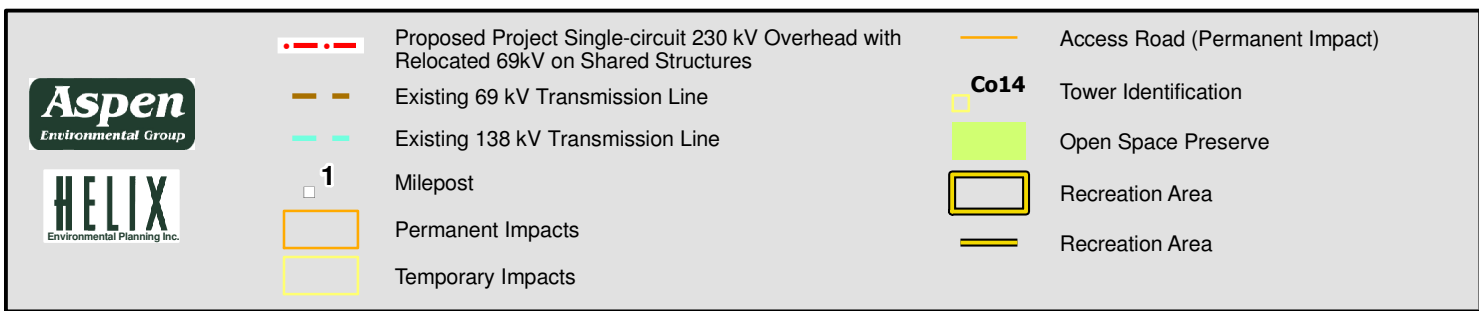 Aspen
Environmental Group
HELIX
Environmental Planning Inc.
Proposed Project Single-circuit 230 kV Overhead with
Relocated 69kV on Shared Structures
Existing 69 kV Transmission Line
Existing 138 kV Transmission Line
1
Milepost
Permanent Impacts
Temporary Impacts
Access Road (Permanent Impact)
Co14
Tower Identification
Open Space Preserve
Recreation Area
Recreation Area